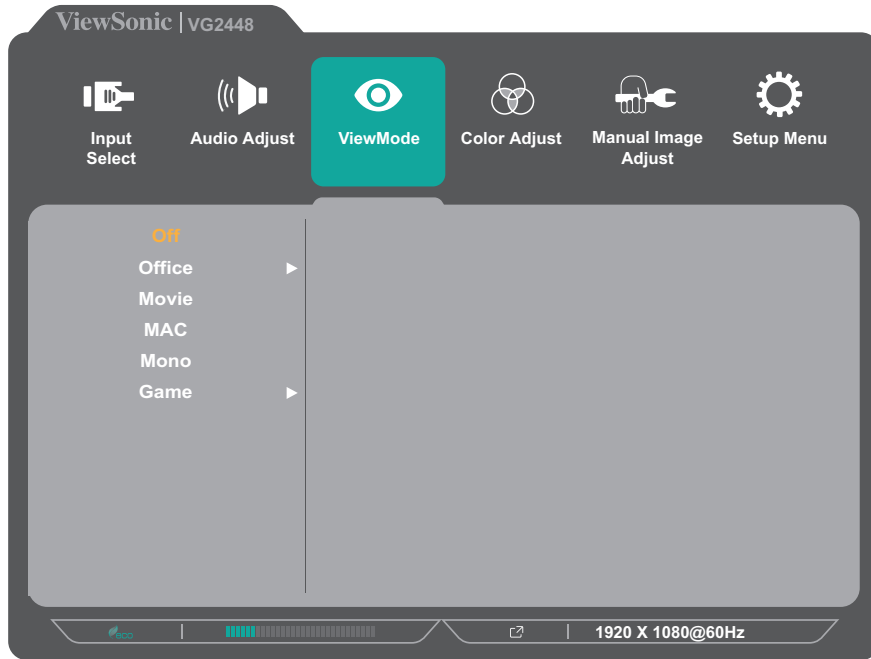 ViewSonic | VG2448
Input
Select
Audio Adjust
ViewMode
Color Adjust
Manual Image
Adjust
Setup Menu
Off
Office
Movie
MAC
Mono
Game
eco
1920 X 1080@60Hz